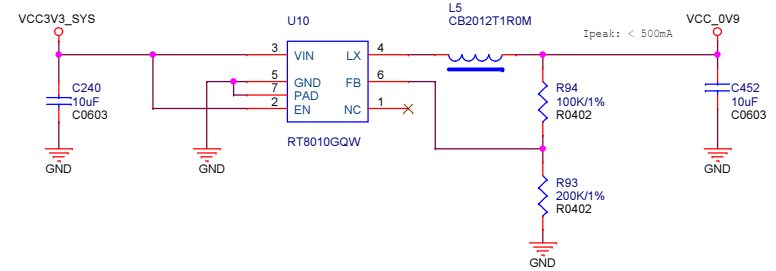 VCC3V3_SYS
C240
10uF
C0603
GND
GND
U10
3 VIN LX 4
5 GND FB 6
7 PAD
2 EN NC 1
RT8010GQW
L5
CB2012T1R0M
Ipeak: < 500mA
VCC_0V9
R94
100K/1%
R0402
R93
200K/1%
R0402
GND
C452
10uF
C0603
GND